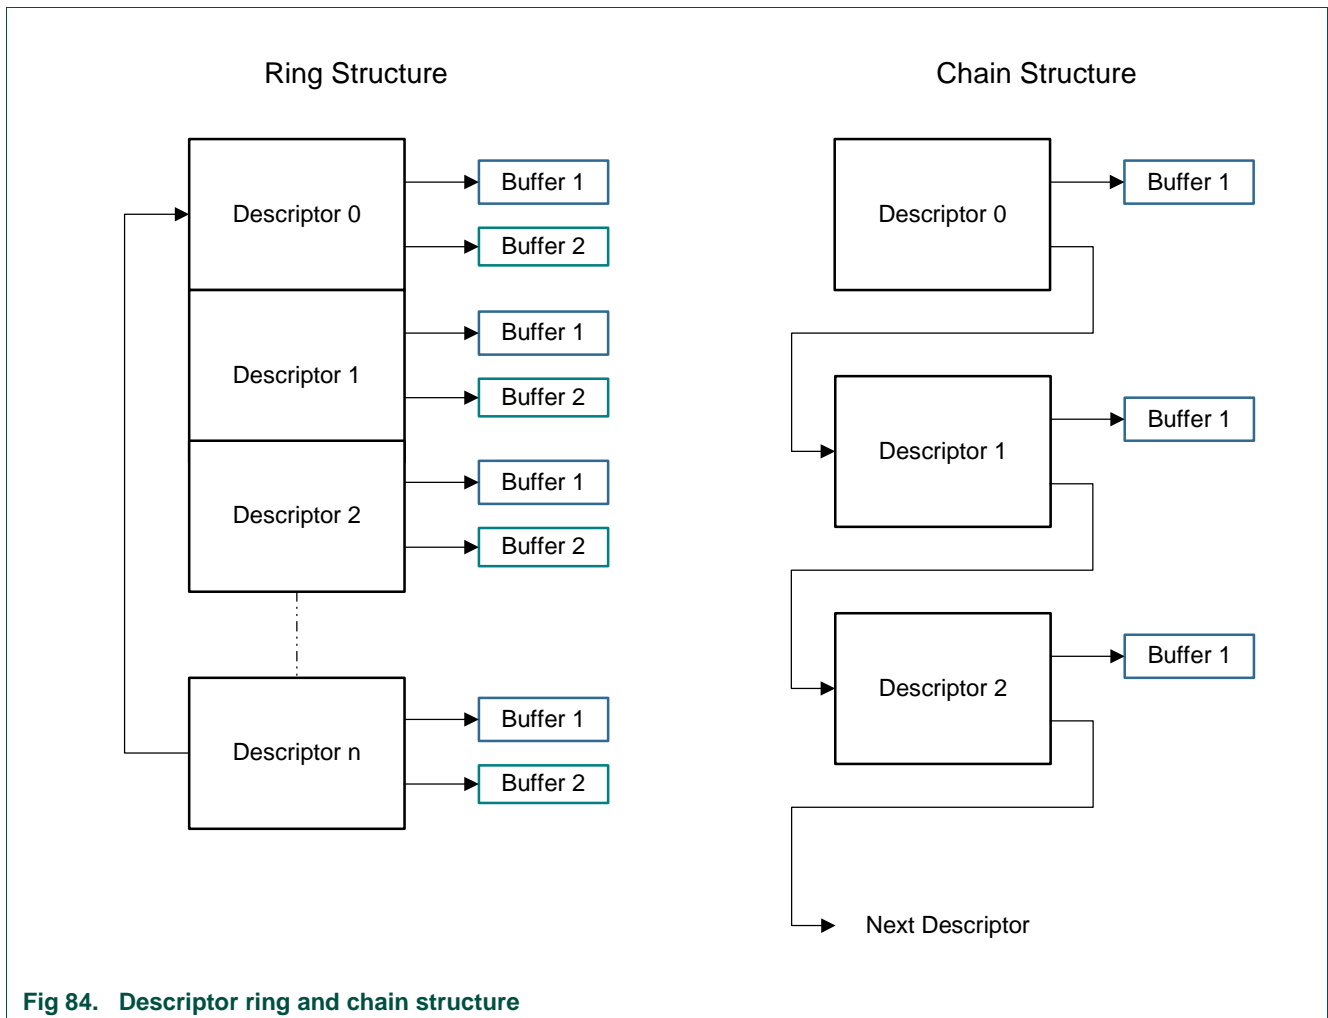 Ring Structure
Descriptor 0
Buffer 1
Buffer 2
Descriptor 1
Buffer 1
Buffer 2
Descriptor 2
Buffer 1
Buffer 2
Descriptor n
Buffer 1
Buffer 2
Chain Structure
Descriptor 0
Buffer 1
Descriptor 1
Buffer 1
Descriptor 2
Buffer 1
Next Descriptor
Fig 84. Descriptor ring and chain structure